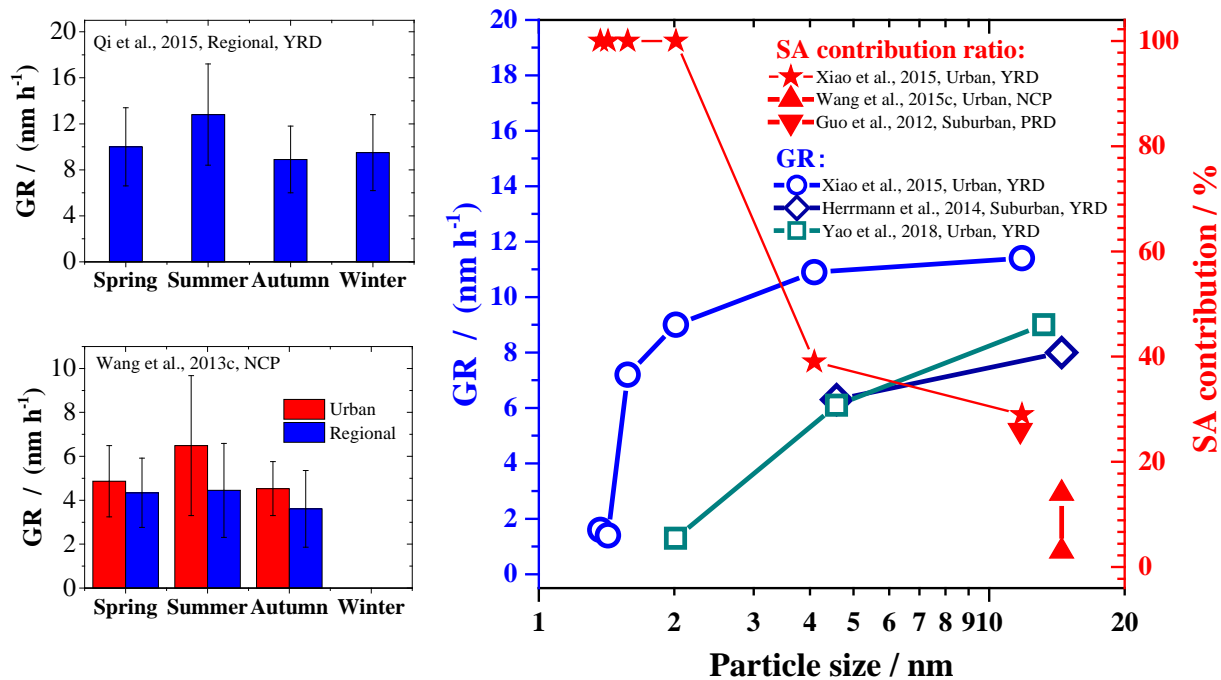 Qi et al., 2015, Regional, YRD
GR / (nm h⁻¹)
20
16
12
8
4
0
Spring Summer Autumn Winter
Wang et al., 2013c, NCP
Urban
Regional
GR / (nm h⁻¹)
10
8
6
4
2
0
Spring Summer Autumn Winter
SA contribution ratio:
Xiao et al., 2015, Urban, YRD
Wang et al., 2015c, Urban, NCP
Guo et al., 2012, Suburban, PRD
GR:
Xiao et al., 2015, Urban, YRD
Herrmann et al., 2014, Suburban, YRD
Yao et al., 2018, Urban, YRD
GR / (nm h⁻¹)
20
18
16
14
12
10
8
6
4
2
0
100
80
60
40
20
0
SA contribution / %
1 2 3 4 5 6 7 8 9 10 20
Particle size / nm